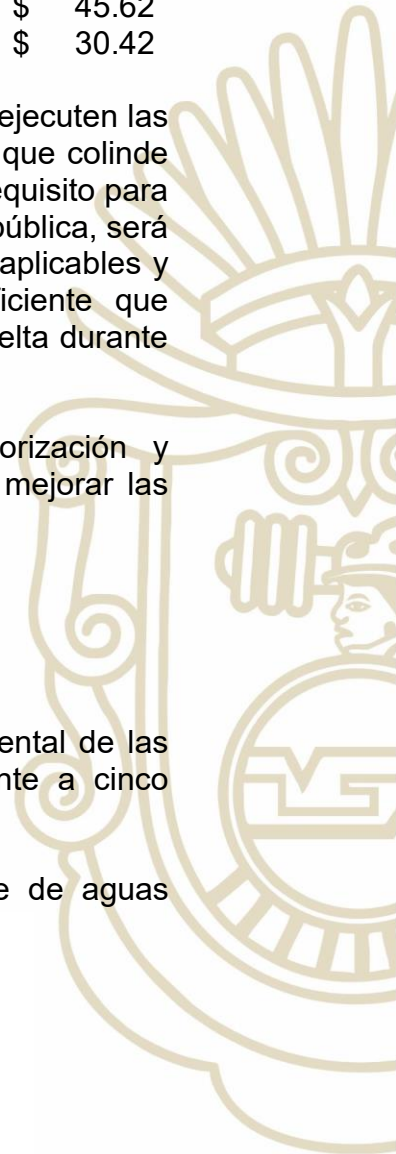 $ 45.62
$ 30.42
ejecuten las
que colinde
equisito para
pública, será
aplicables y
iciente que
elta durante
orización y
mejorar las
ental de las
nte a cinco
e de aguas